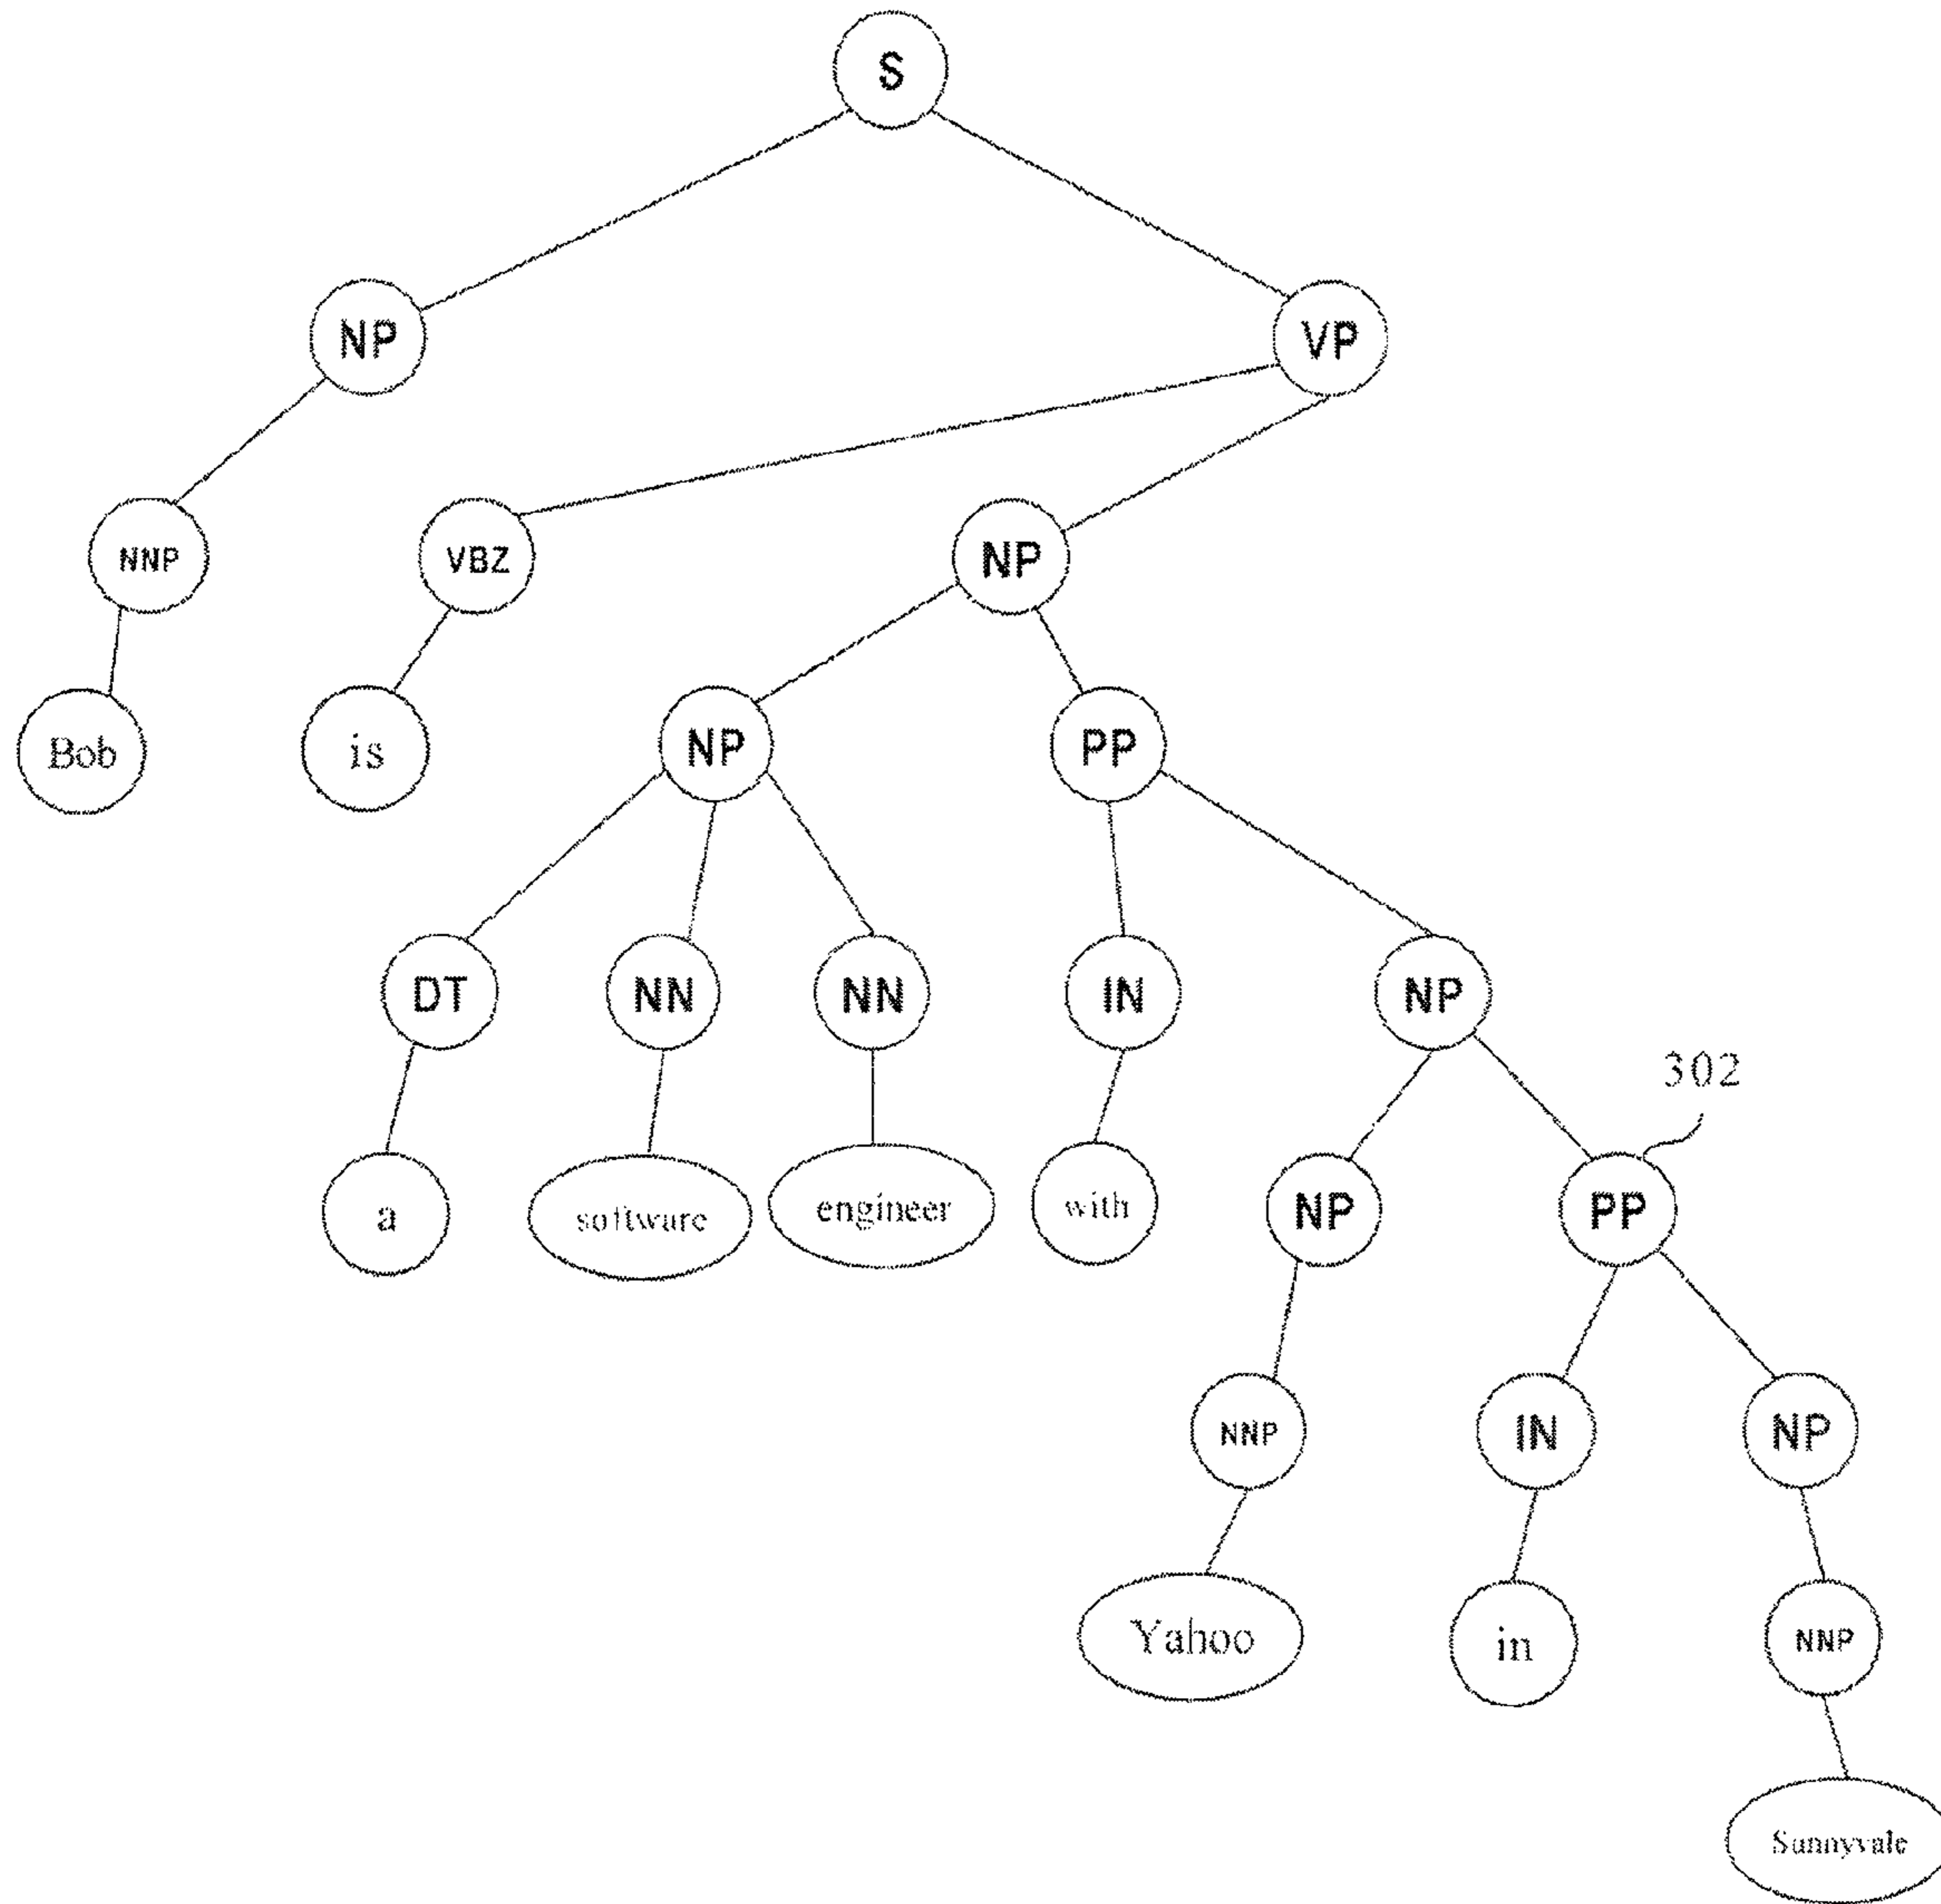 S
NP VP
NNP VBZ NP
Bob is NP PP
DT NN NN IN NP
302
a software engineer with NP PP
NNP IN NP
Yahoo in NNP
Sunnyvale